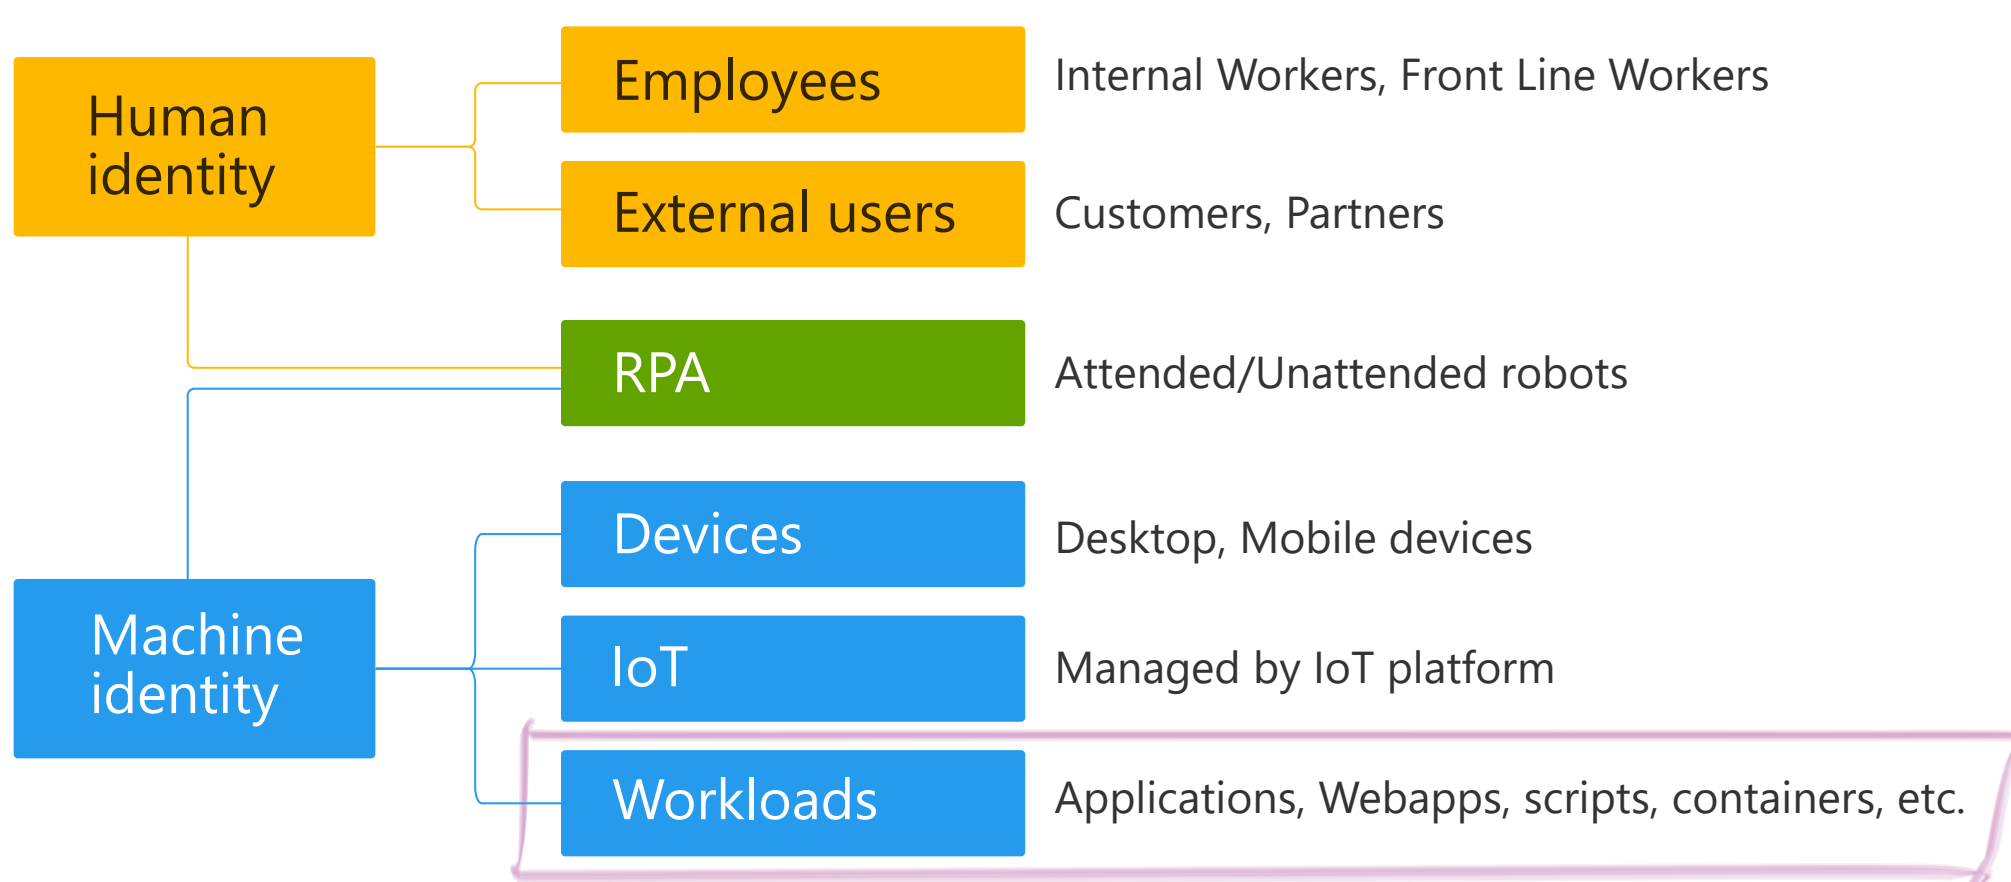 Human
identity
Employees
Internal Workers, Front Line Workers
External users
Customers, Partners
RPA
Attended/Unattended robots
Machine
identity
Devices
Desktop, Mobile devices
IoT
Managed by IoT platform
Workloads
Applications, Webapps, scripts, containers, etc.